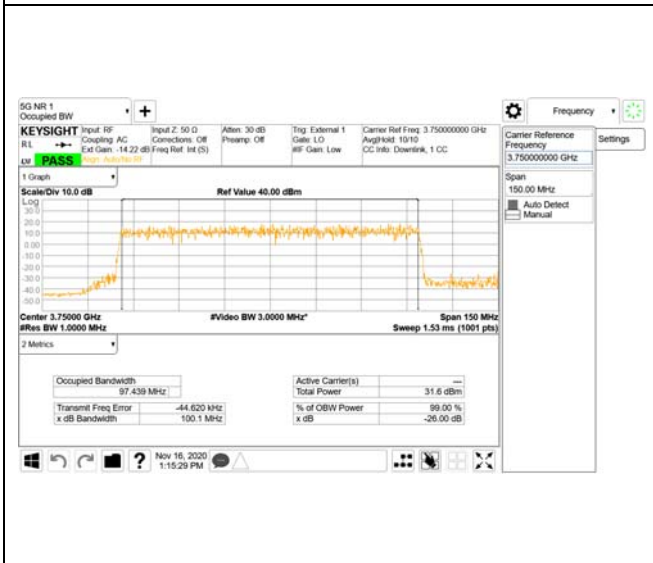 5G NR 1
Occupied BW
Frequency
KEYSIGHT
Input: RF
Coupling: AC
Ext Gain: -14.22 dB
Align: Auto/No RF
Input Z: 50 Ω
Corrections: Off
Freq Ref: Int (S)
Atten: 30 dB
Preamp: Off
Trig: External 1
Gate: LO
#IF Gain: Low
Carrier Ref Freq: 3.750000000 GHz
Avg|Hold: 10/10
CC Info: Downlink, 1 CC
RL
PASS
Carrier Reference
Frequency
3.750000000 GHz
Settings
Span
150.00 MHz
Auto Detect
Manual
1 Graph
Scale/Div 10.0 dB
Ref Value 40.00 dBm
Log
30.0
20.0
10.0
0.00
-10.0
-20.0
-30.0
-40.0
-50.0
Center 3.75000 GHz
#Video BW 3.0000 MHz*
Span 150 MHz
#Res BW 1.0000 MHz
Sweep 1.53 ms (1001 pts)
2 Metrics
Occupied Bandwidth
97.439 MHz
Active Carrier(s) ---
Total Power 31.6 dBm
Transmit Freq Error -44.620 kHz
x dB Bandwidth 100.1 MHz
% of OBW Power 99.00 %
x dB -26.00 dB
? Nov 16, 2020
1:15:29 PM